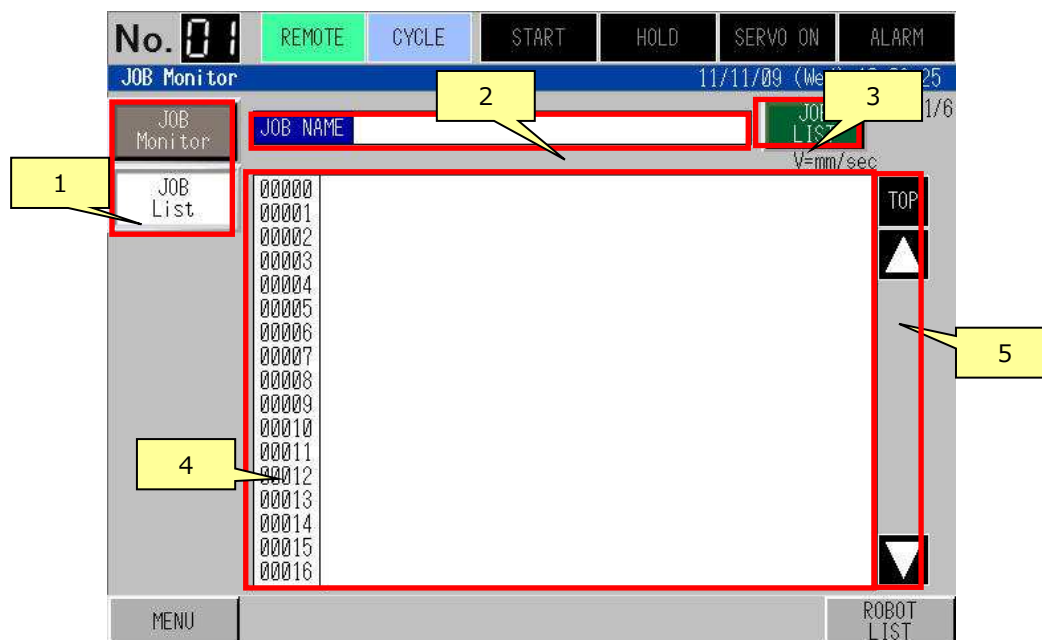 No. 01 REMOTE CYCLE START HOLD SERVO ON ALARM
JOB Monitor 11/11/09 25
2
3
JOB
Monitor
JOB NAME
LIST
1/6
V=mm/sec
1
JOB
List
TOP
00000
00001
00002
00003
00004
00005
00006
00007
00008
00009
00010
00011
00012
00013
00014
00015
00016
4
5
MENU
ROBOT
LIST